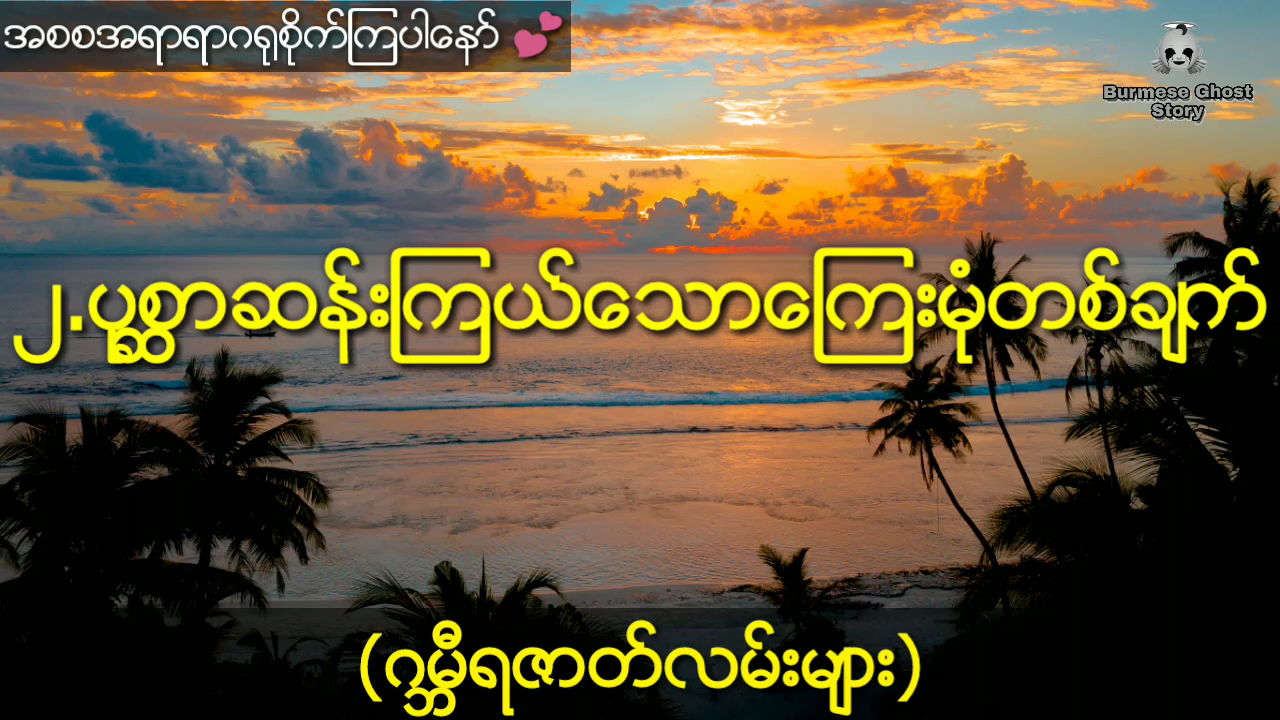 အစစအရာရာဂရုစိုက်ကြပါနော် 💕
Burmese Ghost
Story
၂.ပုစ္ဆာဆန်းကြယ်သောကြေးမုံတစ်ချက်
(ဂမ္ဘီရဇာတ်လမ်းများ)